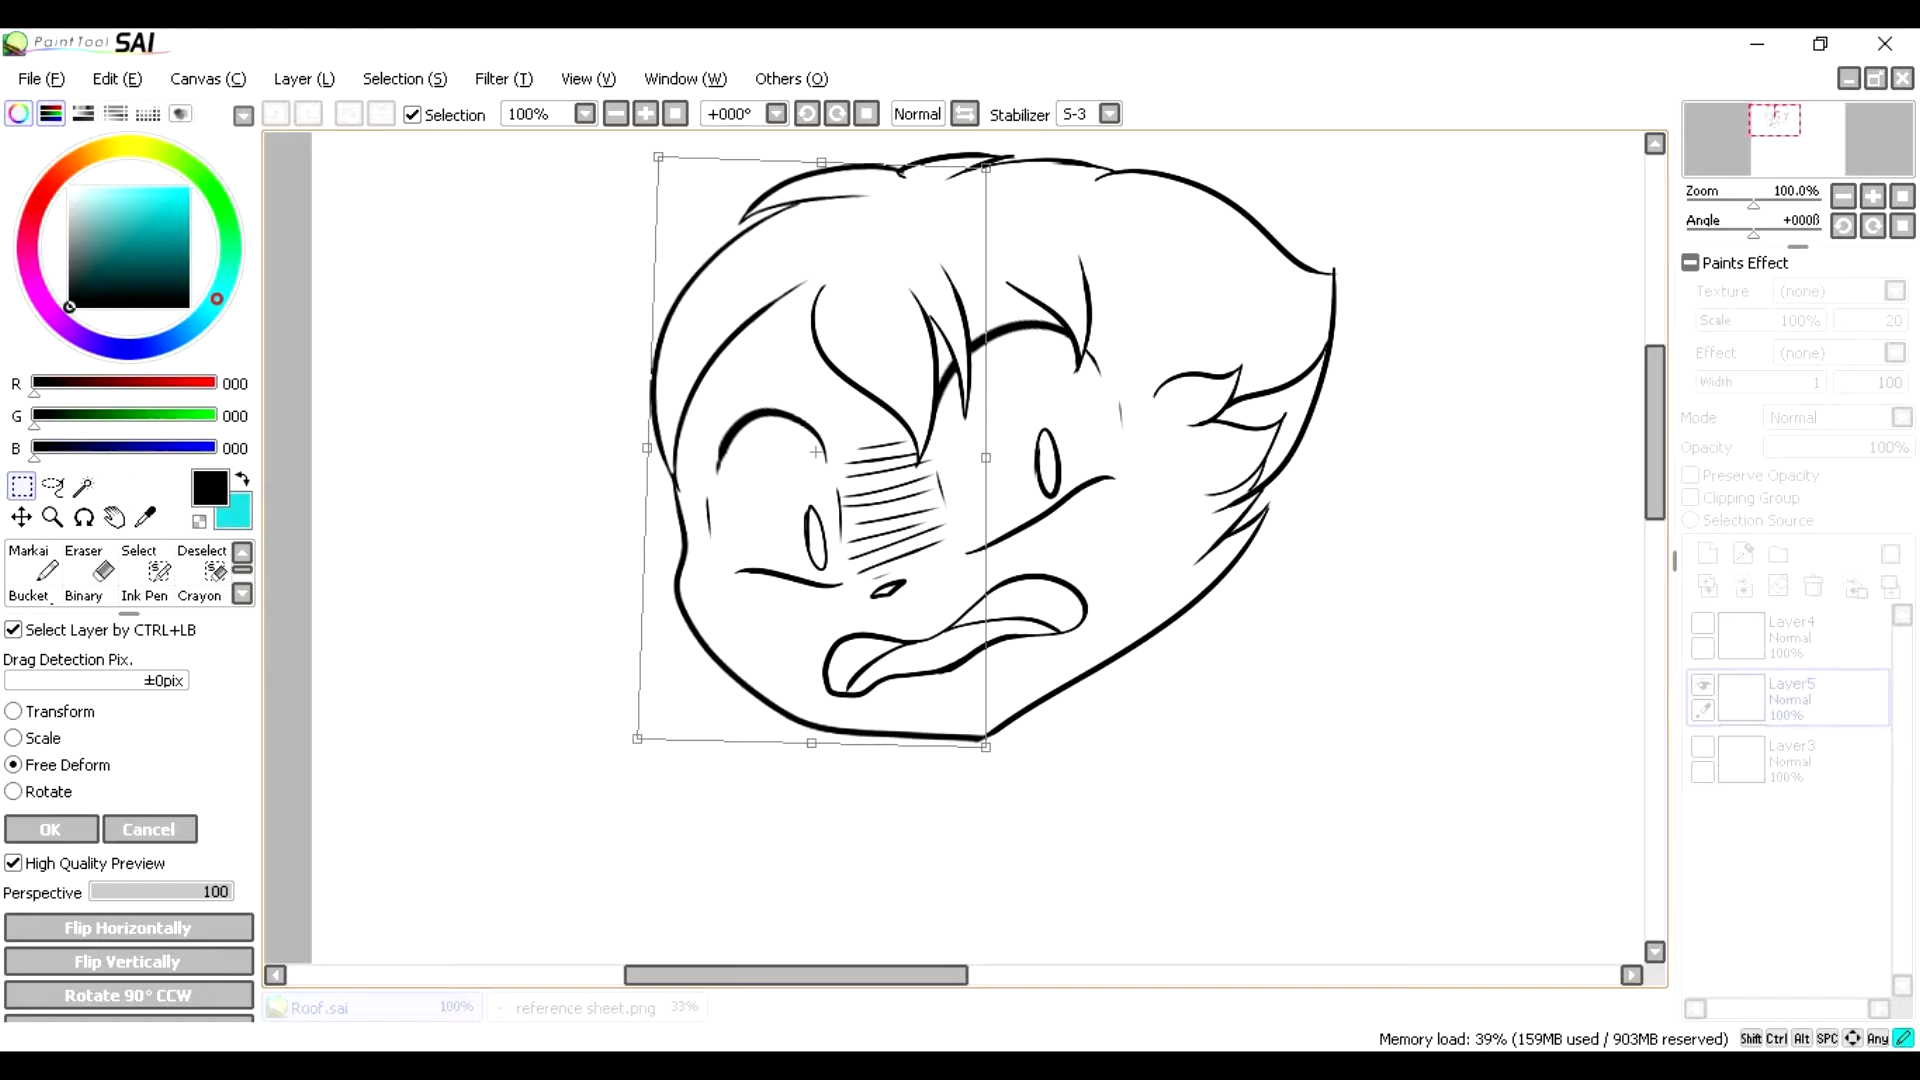 PaintTool SAI
File (F) Edit (E) Canvas (C) Layer (L) Selection (S) Filter (T) View (V) Window (W) Others (O)
Selection 100% +000° Normal Stabilizer S-3
Zoom 100.0%
Angle +000ß
Paints Effect
Texture (none)
Scale 100% 20
Effect (none)
Width 1 100
Mode Normal
Opacity 100%
Preserve Opacity
Clipping Group
Selection Source
R 000
G 000
B 000
Markai Eraser Select Deselect
Bucket Binary Ink Pen Crayon
Select Layer by CTRL+LB
Drag Detection Pix.
±0pix
Transform
Scale
Free Deform
Rotate
OK Cancel
High Quality Preview
Perspective 100
Flip Horizontally
Flip Vertically
Rotate 90° CCW
Layer4
Normal
100%
Layer5
Normal
100%
Layer3
Normal
100%
Roof.sai 100% reference sheet.png 33%
Memory load: 39% (159MB used / 903MB reserved) Shift Ctrl Alt SPC Any